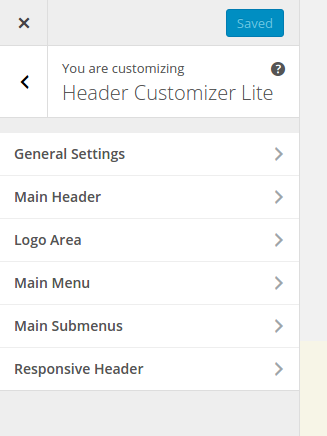 Saved
You are customizing
Header Customizer Lite
General Settings
Main Header
Logo Area
Main Menu
Main Submenus
Responsive Header